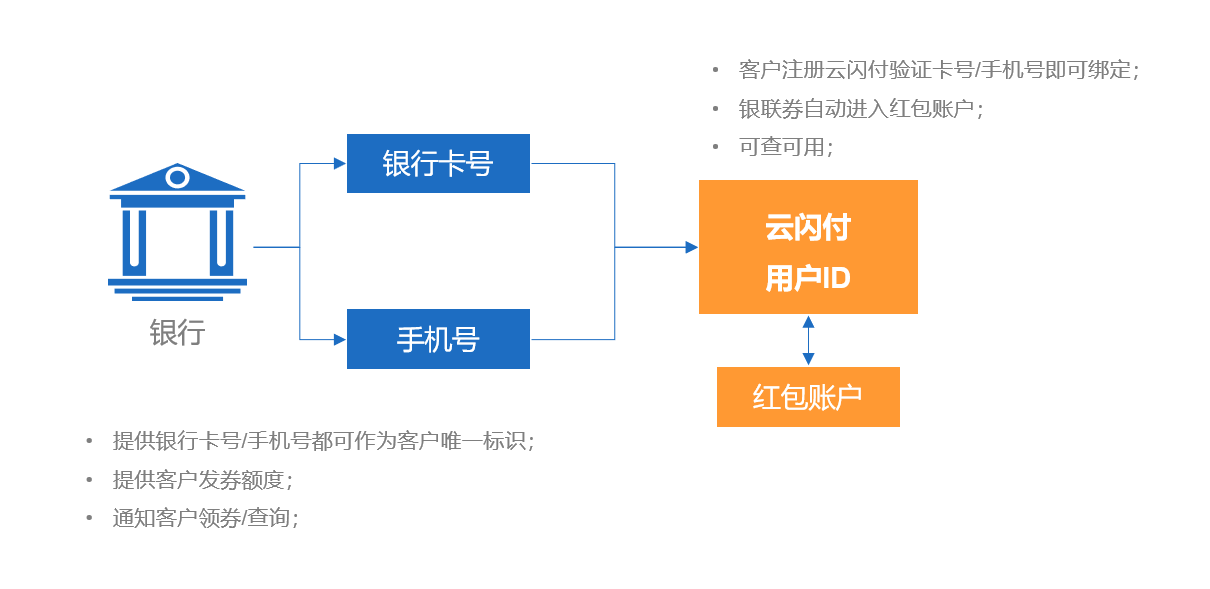 • 客户注册云闪付验证卡号/手机号即可绑定；
• 银联券自动进入红包账户；
• 可查可用；
银行卡号
云闪付
用户ID
银行
手机号
红包账户
• 提供银行卡号/手机号都可作为客户唯一标识；
• 提供客户发券额度；
• 通知客户领券/查询；